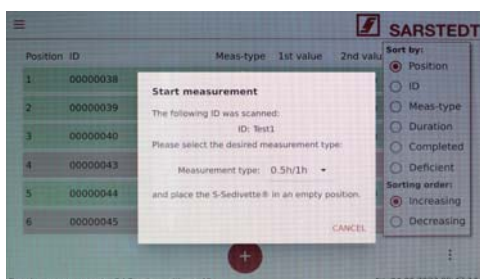 SARSTEDT
Position ID Meas-type 1st value 2nd valu
1 00000038
2 00000039
3 00000040
4 00000043
5 00000044
6 00000045
Start measurement
The following ID was scanned:
ID: Test1
Please select the desired measurement type:
Measurement type: 0.5h/1h
and place the S-Sedivette® in an empty position.
CANCEL
Sort by:
Position
ID
Meas-type
Duration
Completed
Deficient
Sorting order:
Increasing
Decreasing
+